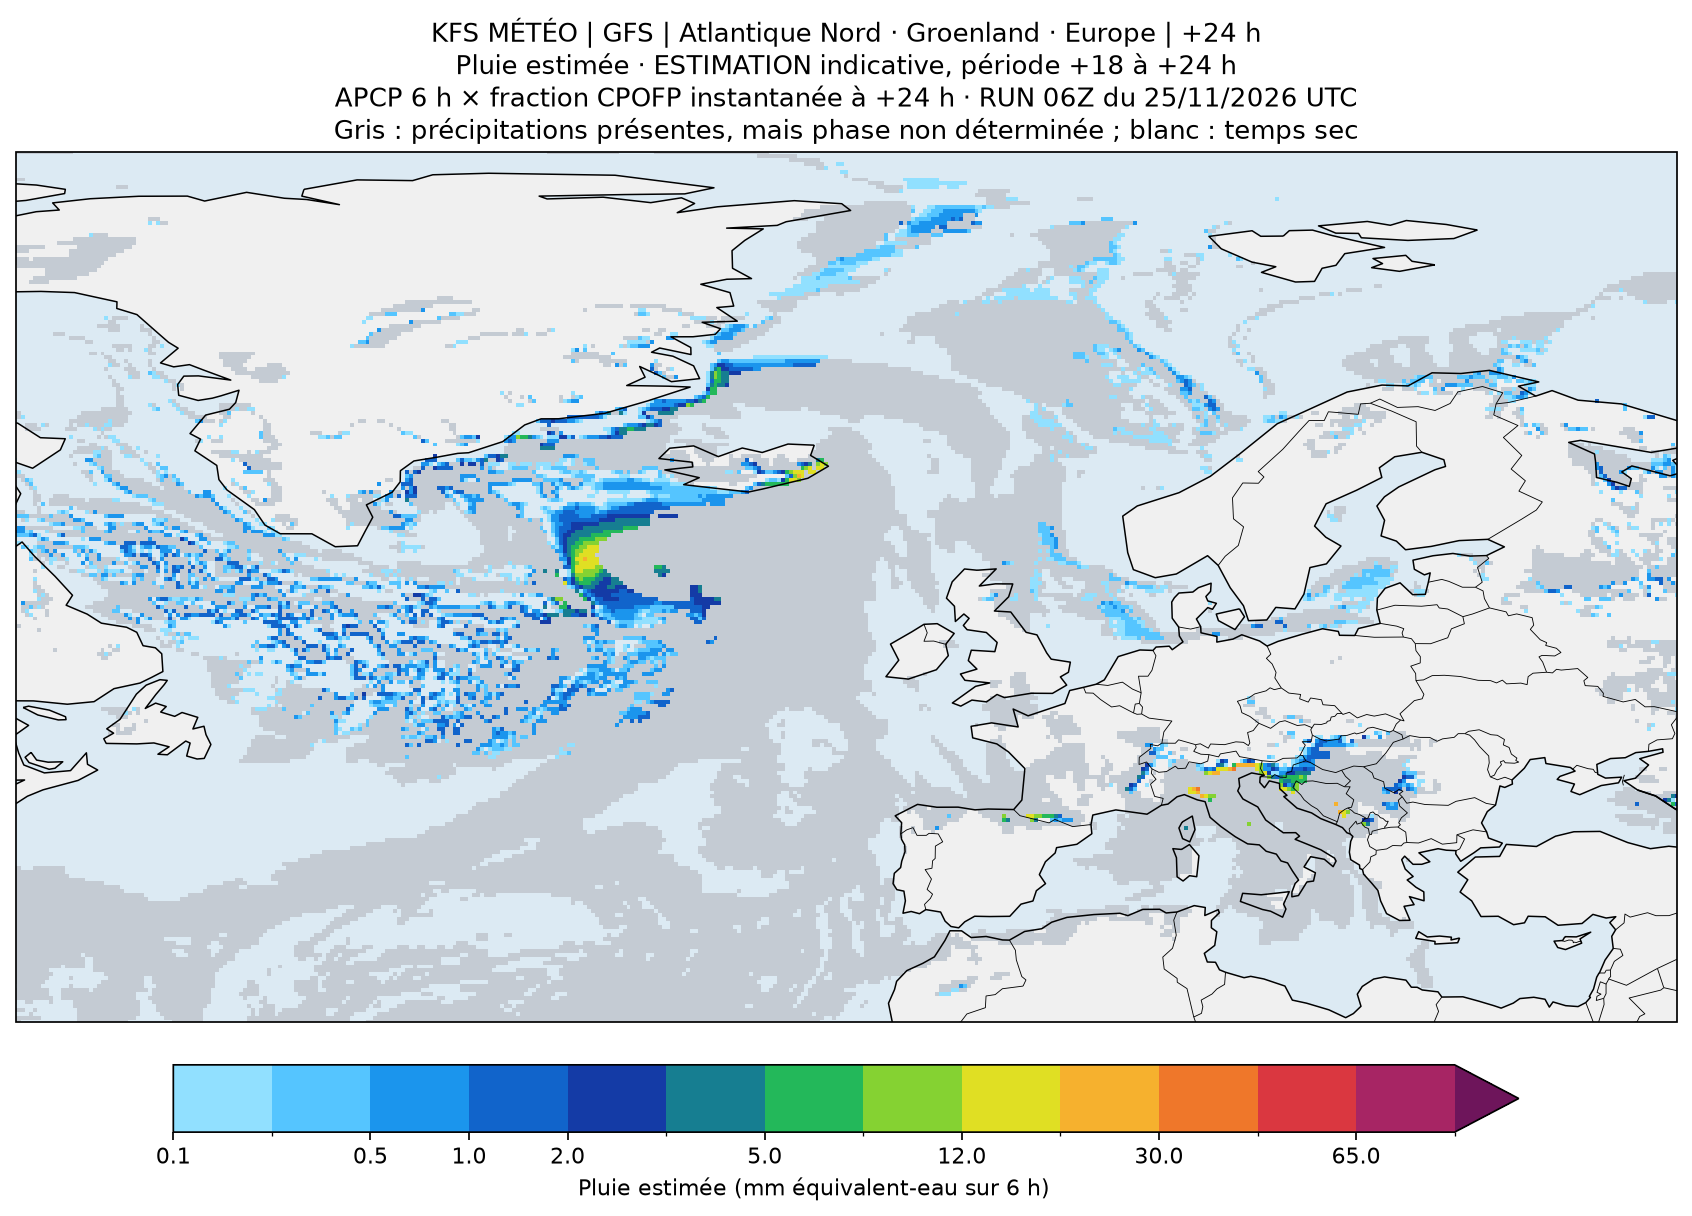 KFS MÉTÉO | GFS | Atlantique Nord · Groenland · Europe | +24 h
Pluie estimée · ESTIMATION indicative, période +18 à +24 h
APCP 6 h × fraction CPOFP instantanée à +24 h · RUN 06Z du 25/11/2026 UTC
Gris : précipitations présentes, mais phase non déterminée ; blanc : temps sec
0.1 0.5 1.0 2.0 5.0 12.0 30.0 65.0
Pluie estimée (mm équivalent-eau sur 6 h)